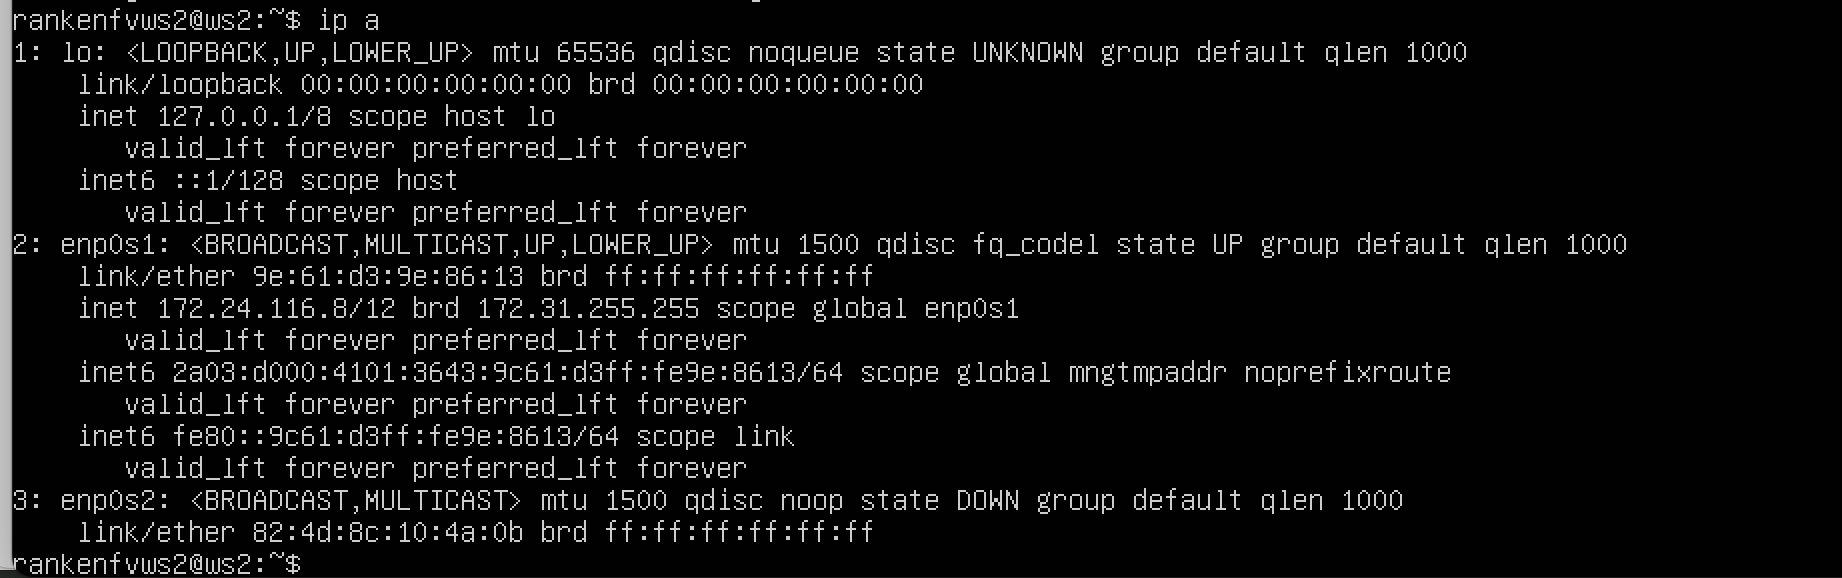 rankenfvws2@ws2:~$ ip a
1: lo: <LOOPBACK,UP,LOWER_UP> mtu 65536 qdisc noqueue state UNKNOWN group default qlen 1000
    link/loopback 00:00:00:00:00:00 brd 00:00:00:00:00:00
    inet 127.0.0.1/8 scope host lo
       valid_lft forever preferred_lft forever
    inet6 ::1/128 scope host
       valid_lft forever preferred_lft forever
2: enp0s1: <BROADCAST,MULTICAST,UP,LOWER_UP> mtu 1500 qdisc fq_codel state UP group default qlen 1000
    link/ether 9e:61:d3:9e:86:13 brd ff:ff:ff:ff:ff:ff
    inet 172.24.116.8/12 brd 172.31.255.255 scope global enp0s1
       valid_lft forever preferred_lft forever
    inet6 2a03:d000:4101:3643:9c61:d3ff:fe9e:8613/64 scope global mngtmpaddr noprefixroute
       valid_lft forever preferred_lft forever
    inet6 fe80::9c61:d3ff:fe9e:8613/64 scope link
       valid_lft forever preferred_lft forever
3: enp0s2: <BROADCAST,MULTICAST> mtu 1500 qdisc noop state DOWN group default qlen 1000
    link/ether 82:4d:8c:10:4a:0b brd ff:ff:ff:ff:ff:ff
rankenfvws2@ws2:~$